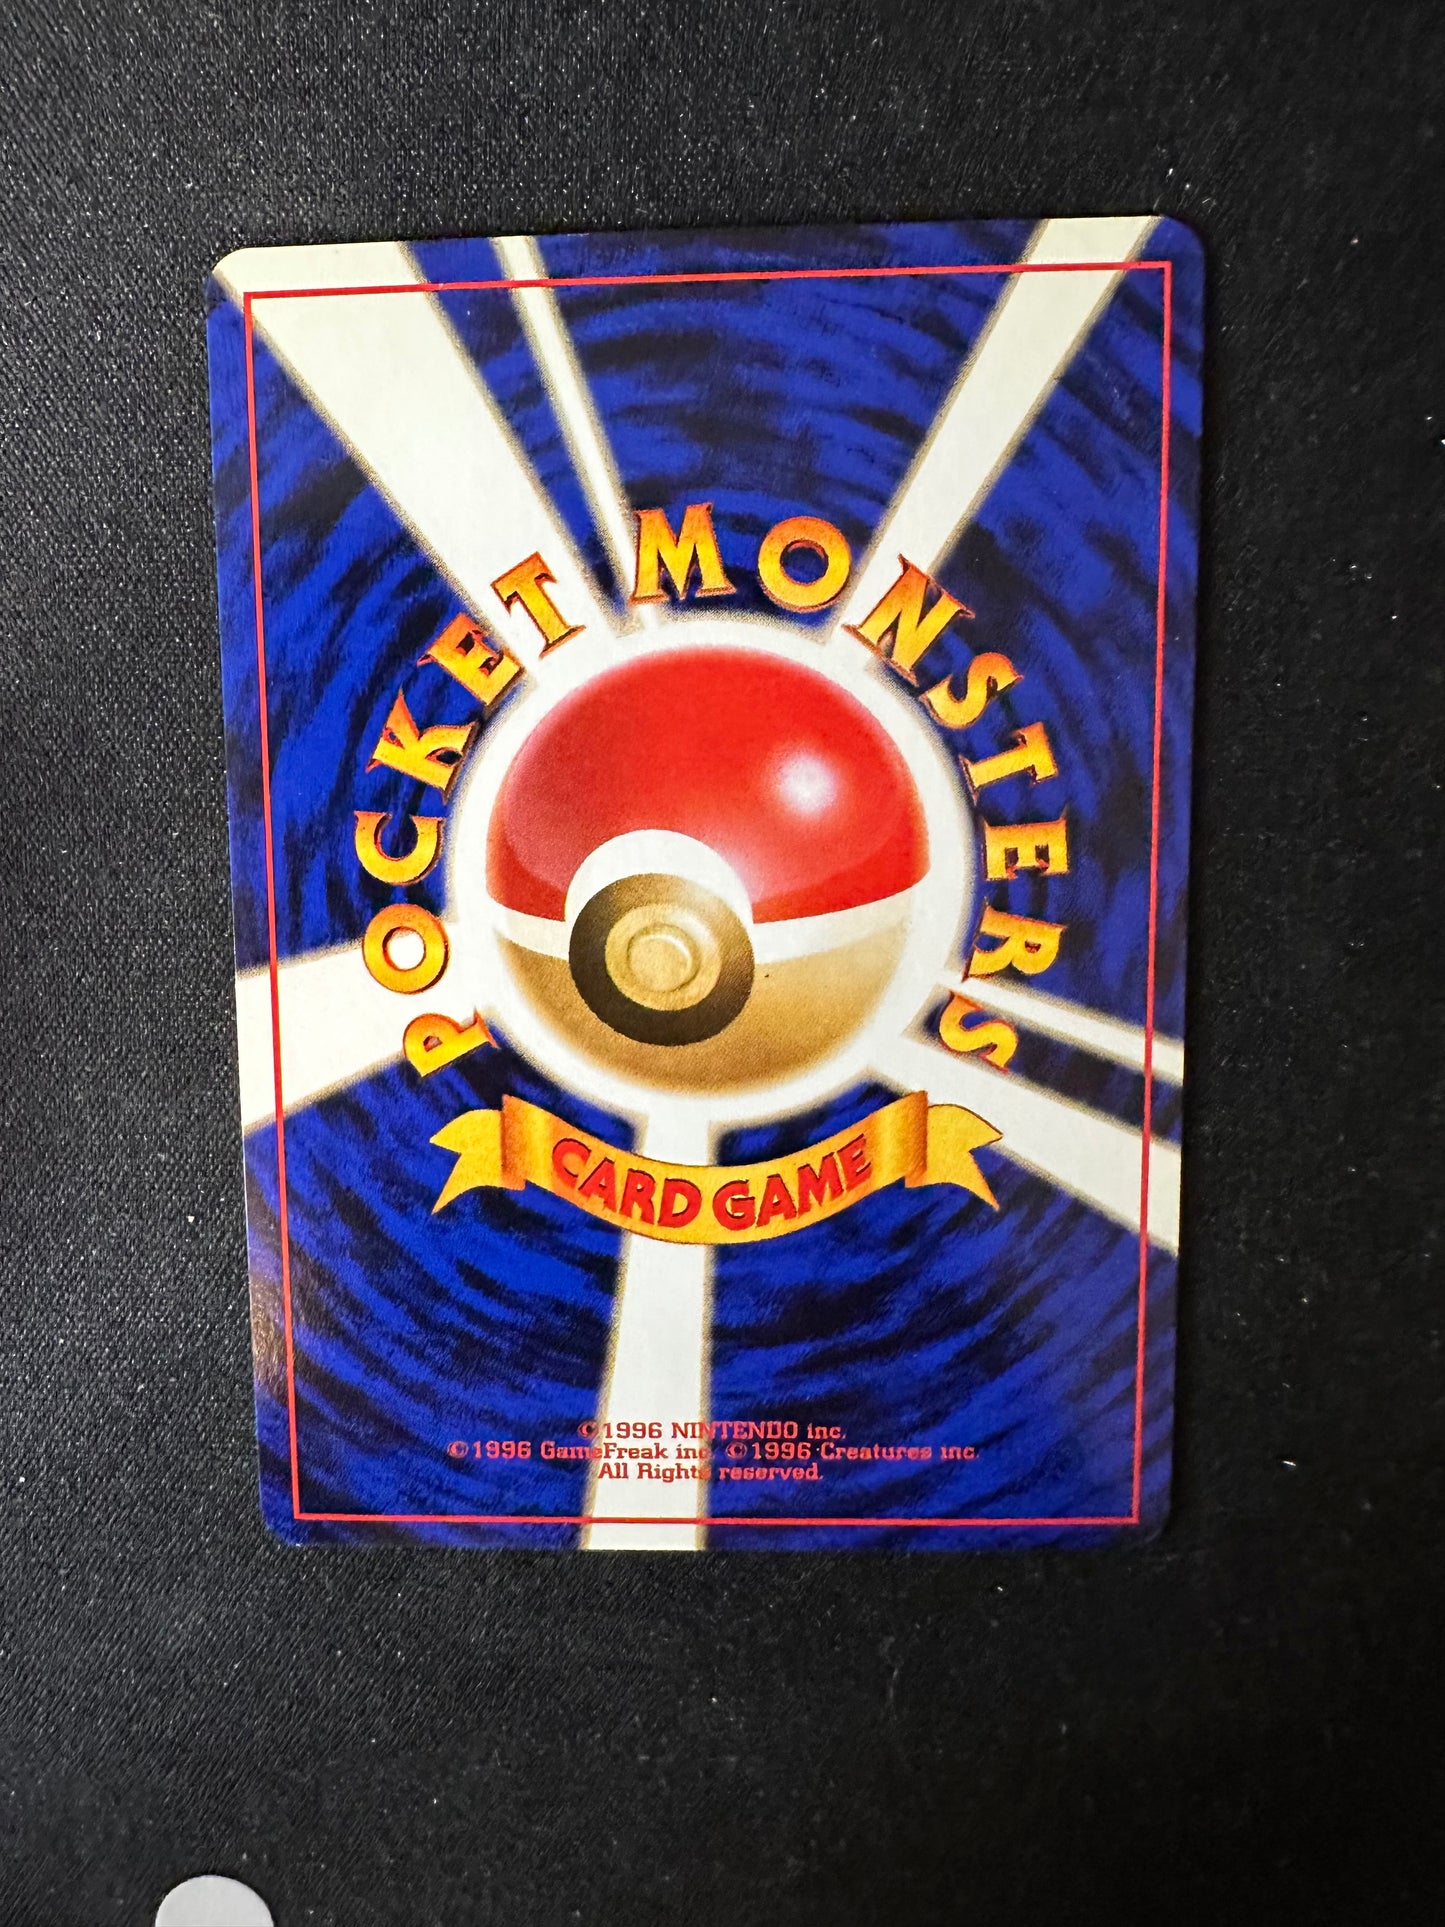 POCKET MONSTERS
CARD GAME
©1996 NINTENDO inc.
©1996 GameFreak inc. ©1996 Creatures inc.
All Rights reserved.